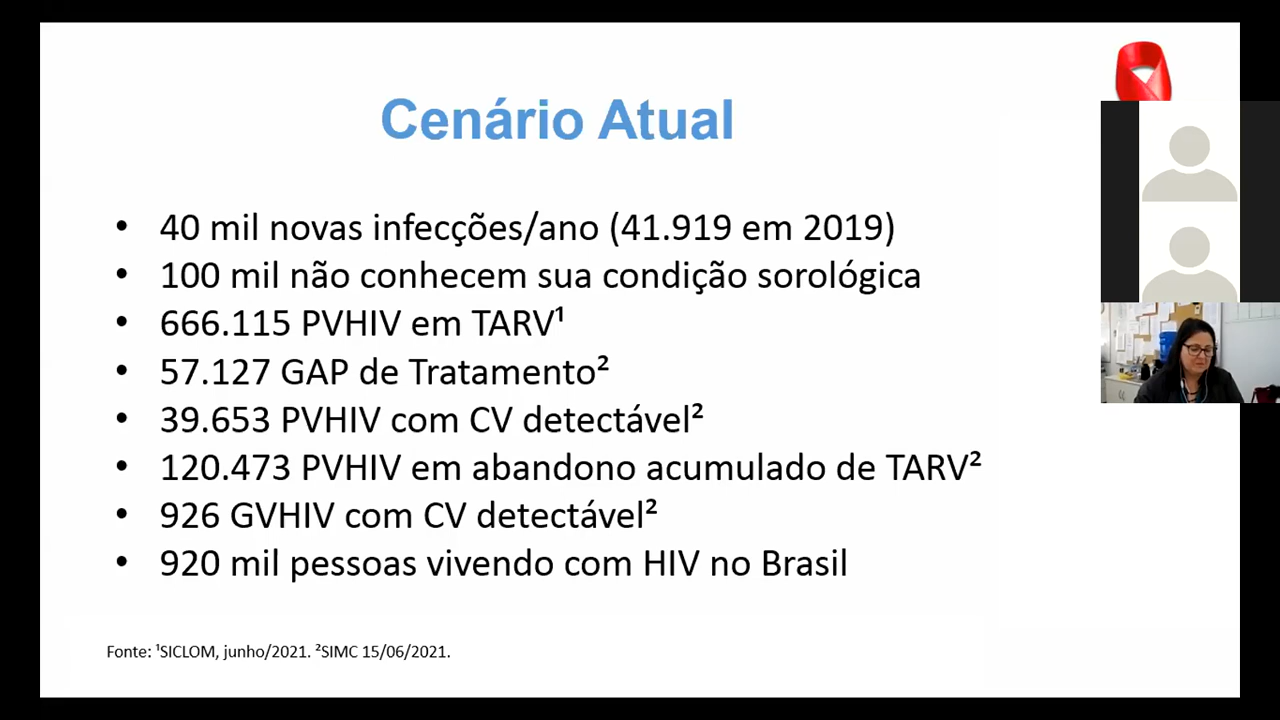 Cenário Atual
• 40 mil novas infecções/ano (41.919 em 2019)
• 100 mil não conhecem sua condição sorológica
• 666.115 PVHIV em TARV¹
• 57.127 GAP de Tratamento²
• 39.653 PVHIV com CV detectável²
• 120.473 PVHIV em abandono acumulado de TARV²
• 926 GVHIV com CV detectável²
• 920 mil pessoas vivendo com HIV no Brasil
Fonte: ¹SICLOM, junho/2021. ²SIMC 15/06/2021.